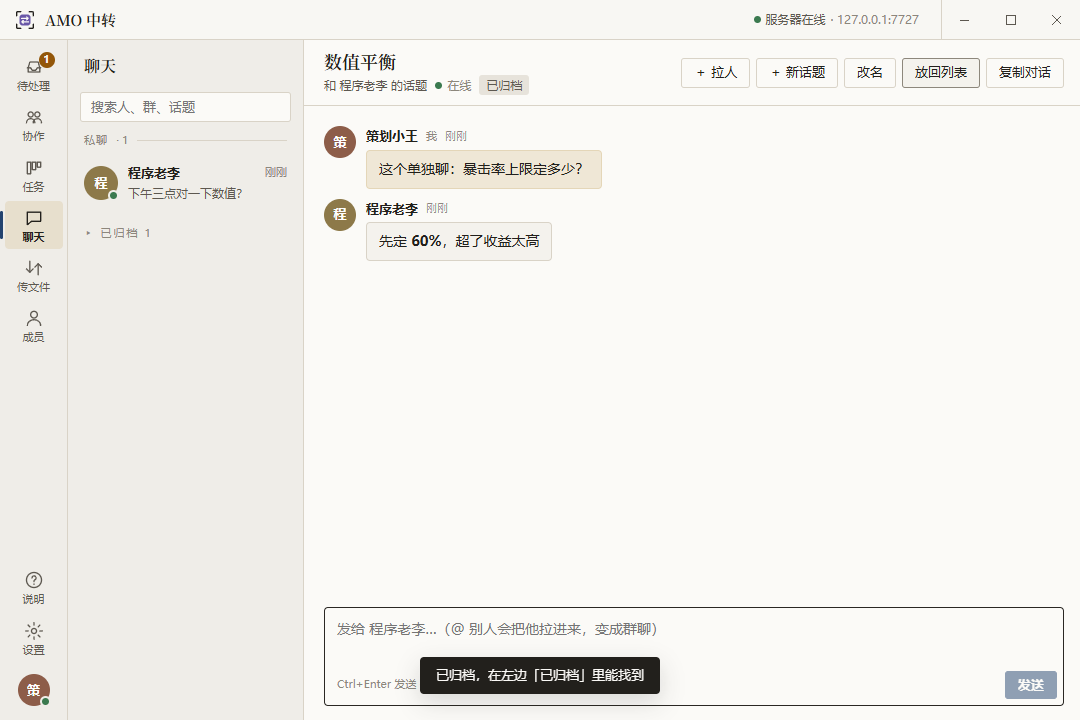 AMO 中转
服务器在线 · 127.0.0.1:7727
1
待处理
协作
任务
聊天
传文件
成员
说明
设置
策
聊天
搜索人、群、话题
私聊 · 1
程
程序老李
刚刚
下午三点对一下数值?
已归档 1
数值平衡
和 程序老李 的话题
在线
已归档
+ 拉人
+ 新话题
改名
放回列表
复制对话
策
策划小王 我 刚刚
这个单独聊：暴击率上限定多少?
程
程序老李 刚刚
先定 60%，超了收益太高
发给 程序老李...（@ 别人会把他拉进来，变成群聊）
Ctrl+Enter 发送
已归档，在左边「已归档」里能找到
发送